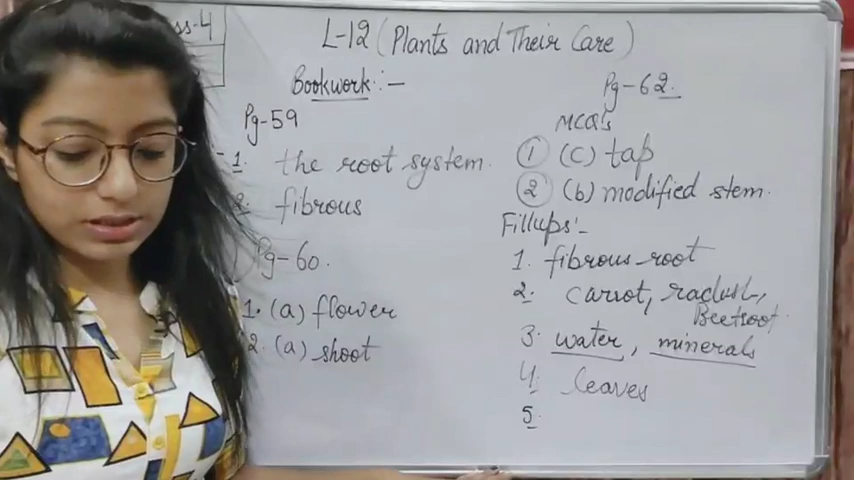 ss-4
L-12 (Plants and Their Care)
Bookwork:-
Pg-59
1. the root system.
2. fibrous
Pg-60.
1. (a) flower
2. (a) shoot
Pg-62.
MCQ's
1 (c) tap
2 (b) modified stem.
Fillups:-
1. fibrous root
2. carrot, radish,
Beetroot.
3. water, minerals
4. leaves
5.